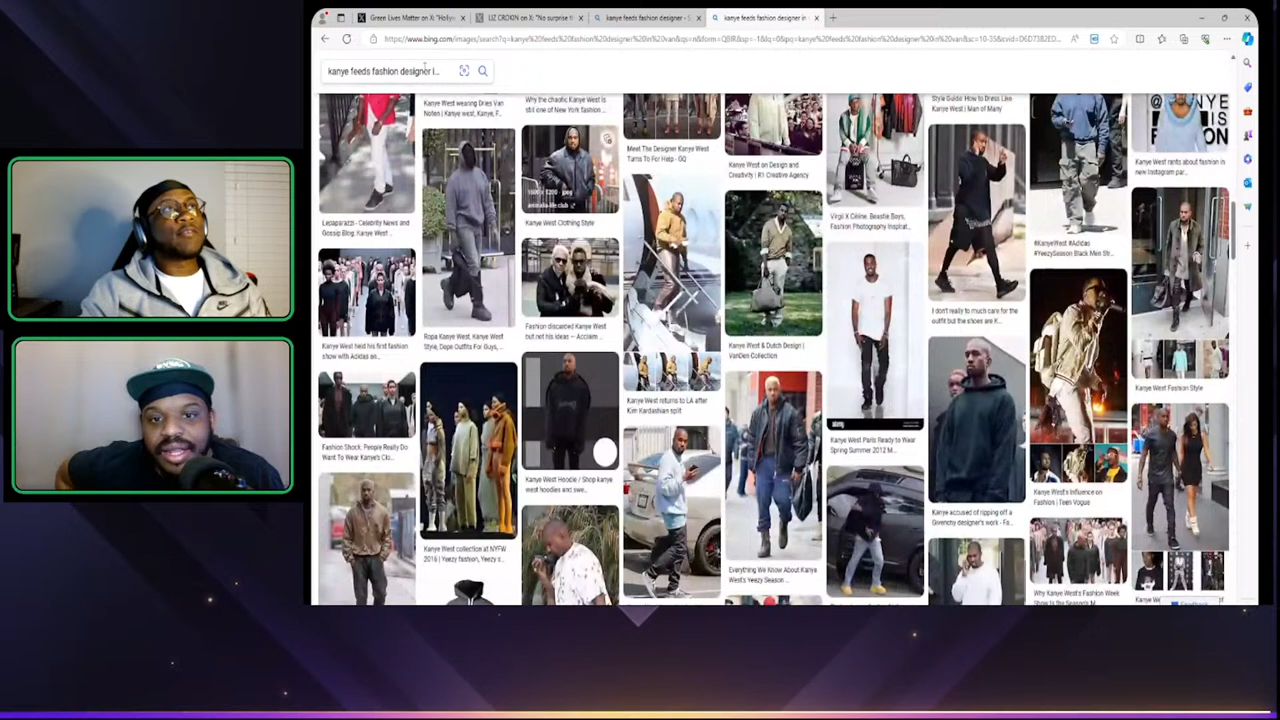 Green Lives Matter on X: "Hollyw
LIZ CROKIN on X: "No surprise th
kanye feeds fashion designer - S
kanye feeds fashion designer in
kanye feeds fashion designer i...
Lepaparazzi - Celebrity News and
Gossip Blog: Kanye West ...
Kanye West held his first fashion
show with Adidas an...
Fashion Shock: People Really Do
Want To Wear Kanye's Clo...
Kanye West wearing Dries Van
Noten | Kanye west, Kanye, F...
Ropa Kanye West, Kanye West
Style, Dope Outfits For Guys, ...
Kanye West collection at NYFW
2016 | Yeezy fashion, Yeezy s...
Why the chaotic Kanye West is
still one of New York fashion ...
1600 x 1200 · jpeg
Kanye West Clothing Style
Fashion discarded Kanye West
but not his ideas — Acclaim ...
Kanye West Hoodie / Shop kanye
west hoodies and swe...
Meet The Designer Kanye West
Turns To For Help - GQ
Kanye West returns to LA after
Kim Kardashian split
Kanye West on Design and
Creativity | R1 Creative Agency
Kanye West & Dutch Design |
VanDen Collection
Everything We Know About Kanye
West's Yeezy Season ...
Virgil X Céline: Beastie Boys,
Fashion Photography Inspirat...
alamy
Kanye West Paris Ready to Wear
Spring Summer 2012 M...
Style Guide: How to Dress Like
Kanye West | Man of Many
I don't really to much care for the
outfit but the shoes are K...
Kanye accused of ripping off a
Givenchy designer's work - Fa...
#KanyeWest #Adidas
#YeezySeason Black Men Str...
Kanye West's Influence on
Fashion | Teen Vogue
Why Kanye West's Fashion Week
Show Is the Season's M...
Kanye West rants about fashion in
new Instagram par...
Kanye West Fashion Style
Feedback